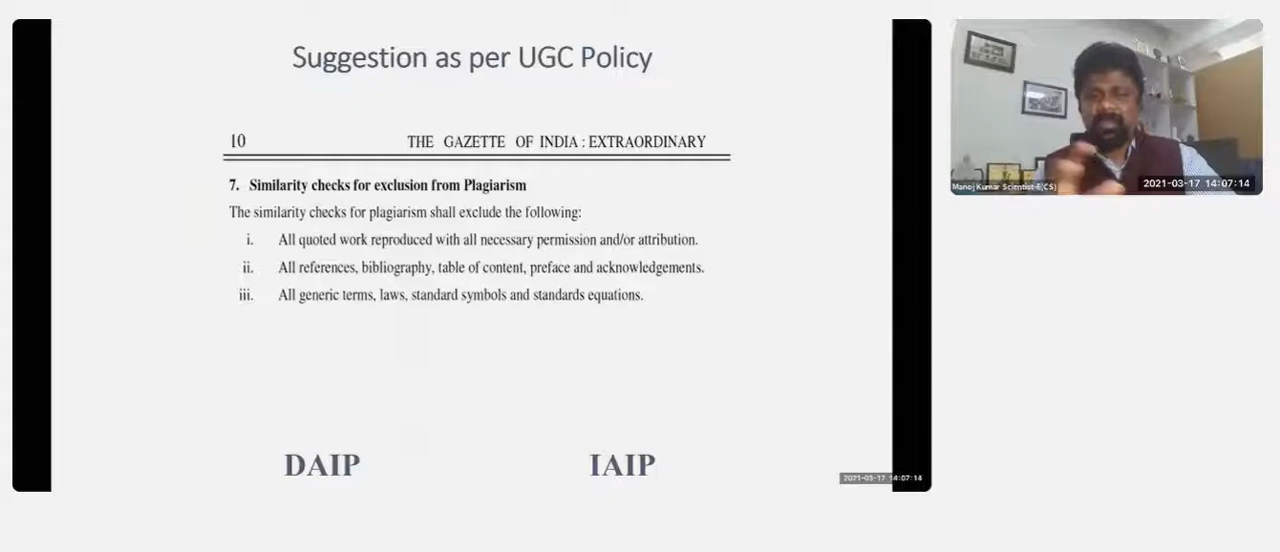 Suggestion as per UGC Policy
10 THE GAZETTE OF INDIA : EXTRAORDINARY
7. Similarity checks for exclusion from Plagiarism
The similarity checks for plagiarism shall exclude the following:
i. All quoted work reproduced with all necessary permission and/or attribution.
ii. All references, bibliography, table of content, preface and acknowledgements.
iii. All generic terms, laws, standard symbols and standards equations.
DAIP IAIP
2021-03-17 14:07:14
Manoj Kumar Scientist-E(CS)
2021-03-17 14:07:14